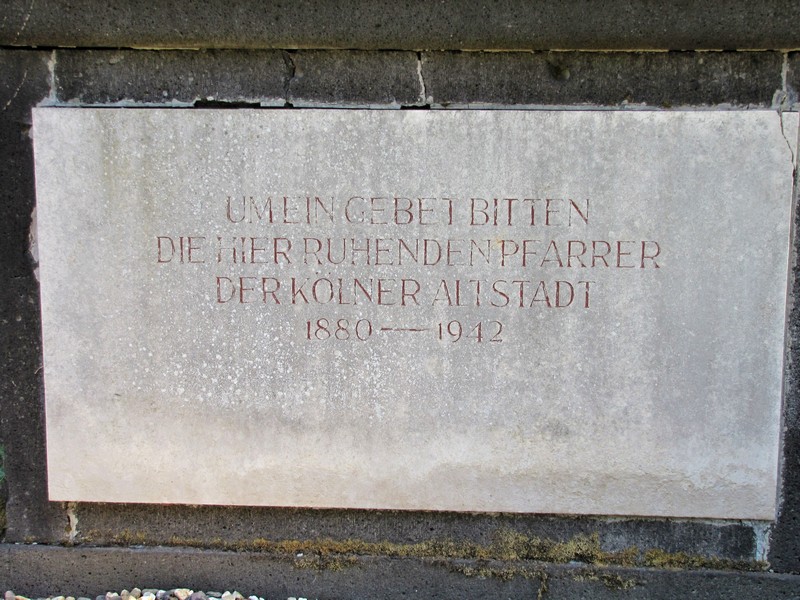 UM EIN GEBET BITTEN
DIE HIER RUHENDEN PFARRER
DER KÖLNER ALTSTADT
1880 — 1942